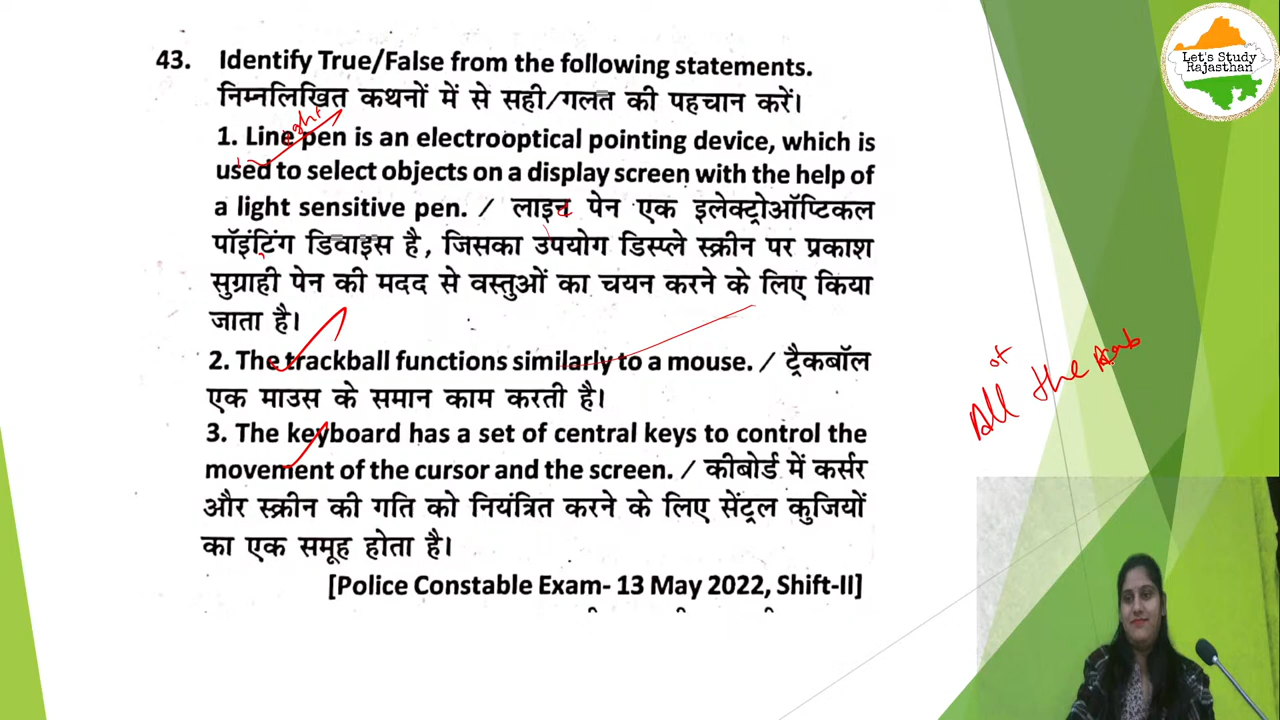 Let's Study
Rajasthan
43. Identify True/False from the following statements.
निम्नलिखित कथनों में से सही/गलत की पहचान करें।
ight
1. Line pen is an electrooptical pointing device, which is
used to select objects on a display screen with the help of
a light sensitive pen. / लाइन पेन एक इलेक्ट्रोऑप्टिकल
पॉइंटिंग डिवाइस है, जिसका उपयोग डिस्प्ले स्क्रीन पर प्रकाश
सुग्राही पेन की मदद से वस्तुओं का चयन करने के लिए किया
जाता है।
2. The trackball functions similarly to a mouse. / ट्रैकबॉल
एक माउस के समान काम करती है।
3. The keyboard has a set of central keys to control the
movement of the cursor and the screen. / कीबोर्ड में कर्सर
और स्क्रीन की गति को नियंत्रित करने के लिए सेंट्रल कुजियों
का एक समूह होता है।
[Police Constable Exam- 13 May 2022, Shift-II]
of
All the